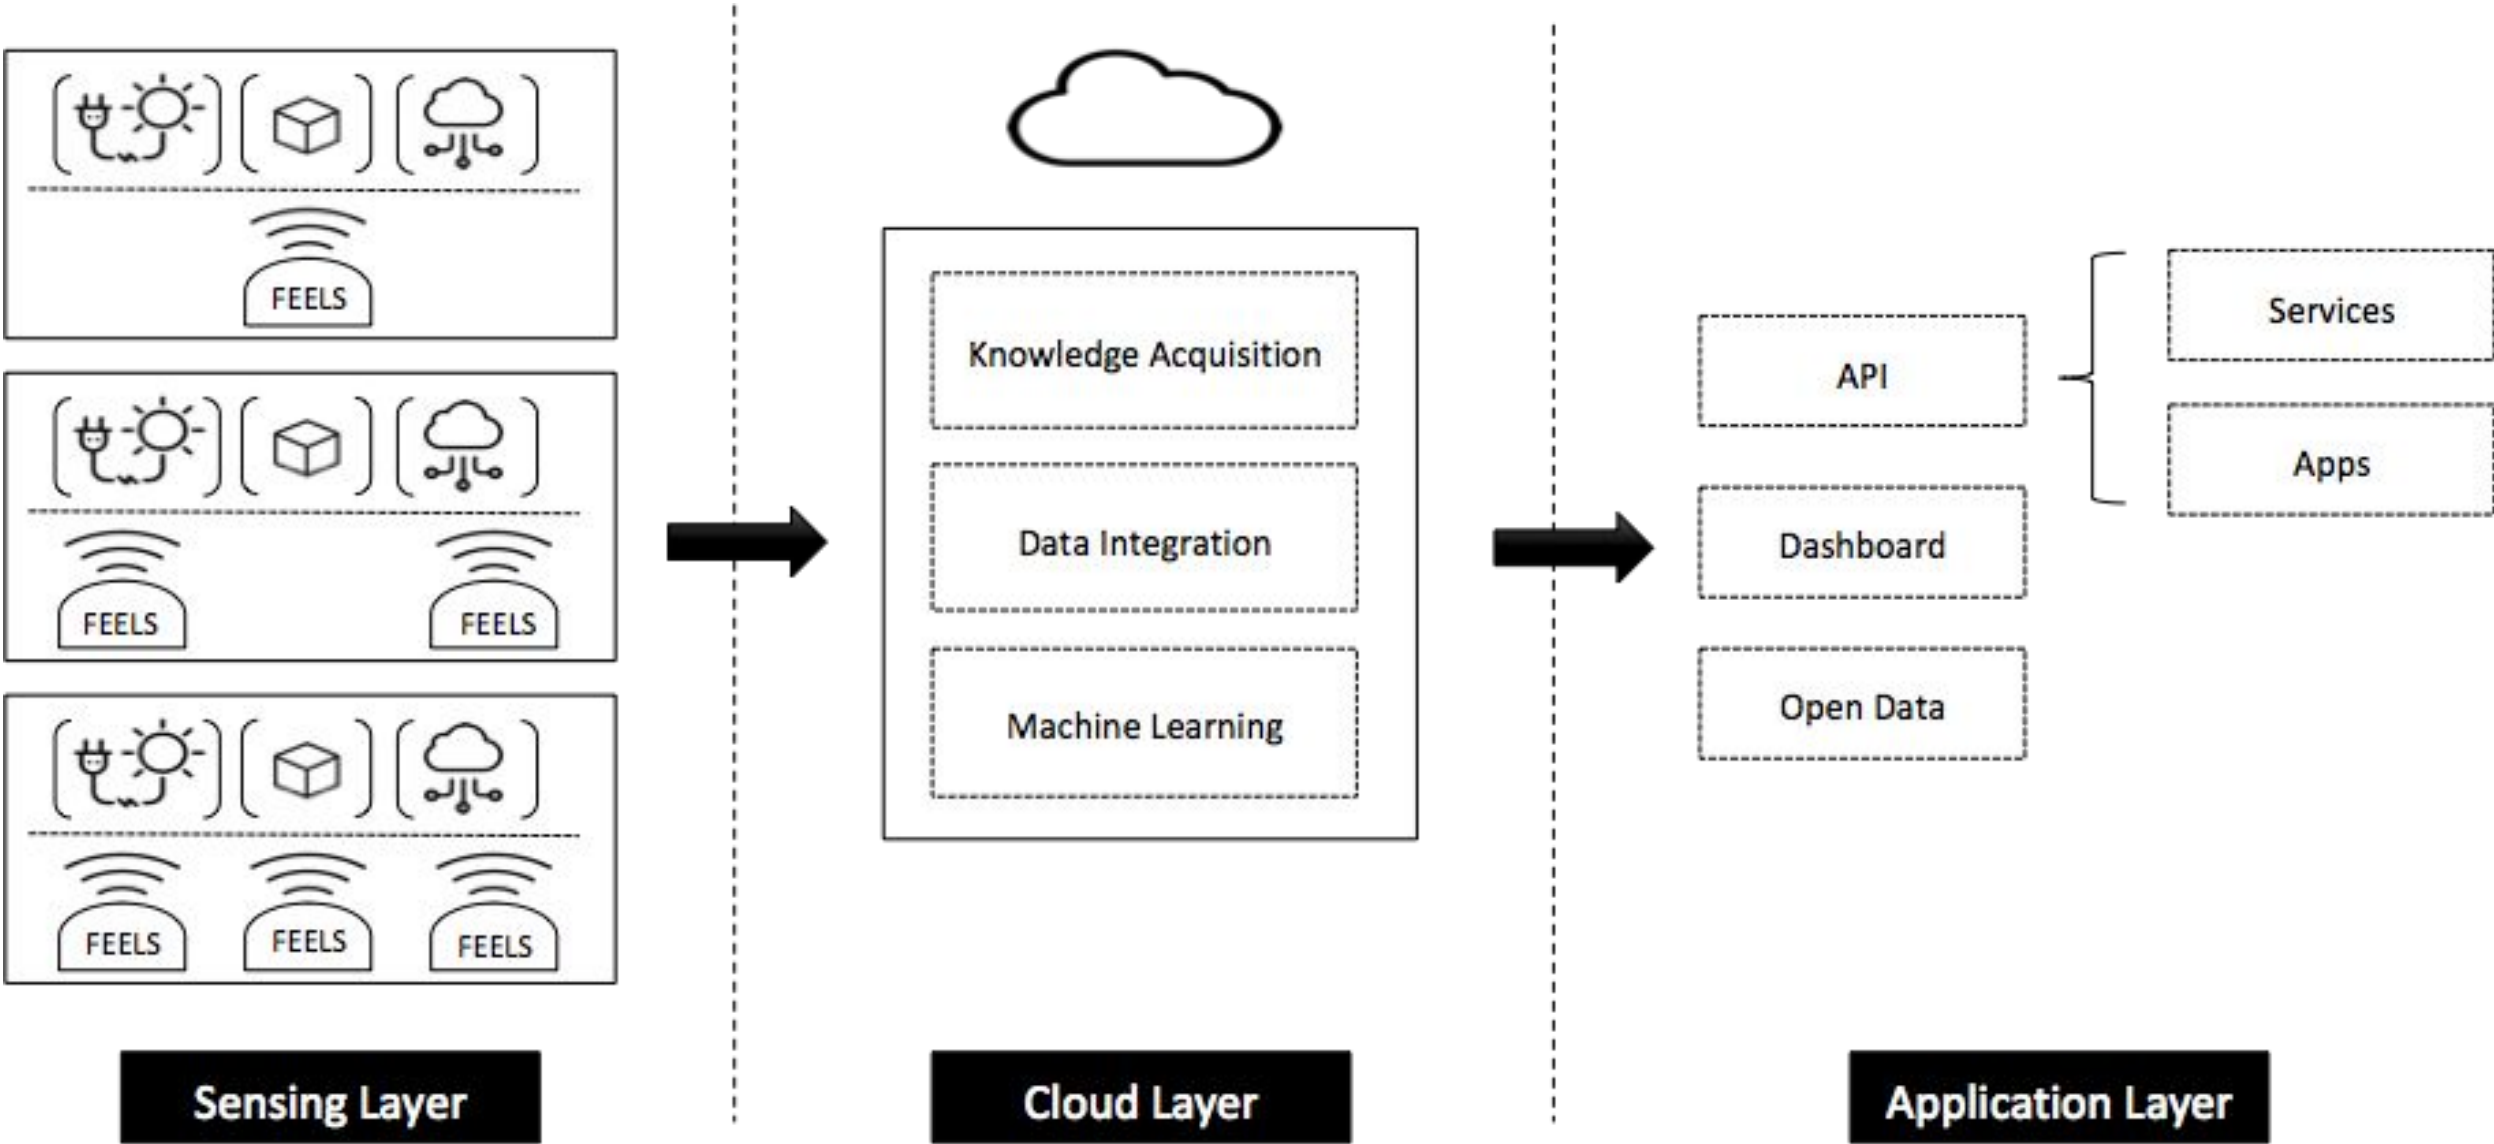 FEELS
FEELS
FEELS
FEELS
FEELS
FEELS
Sensing Layer
Knowledge Acquisition
Data Integration
Machine Learning
Cloud Layer
API
Services
Apps
Dashboard
Open Data
Application Layer